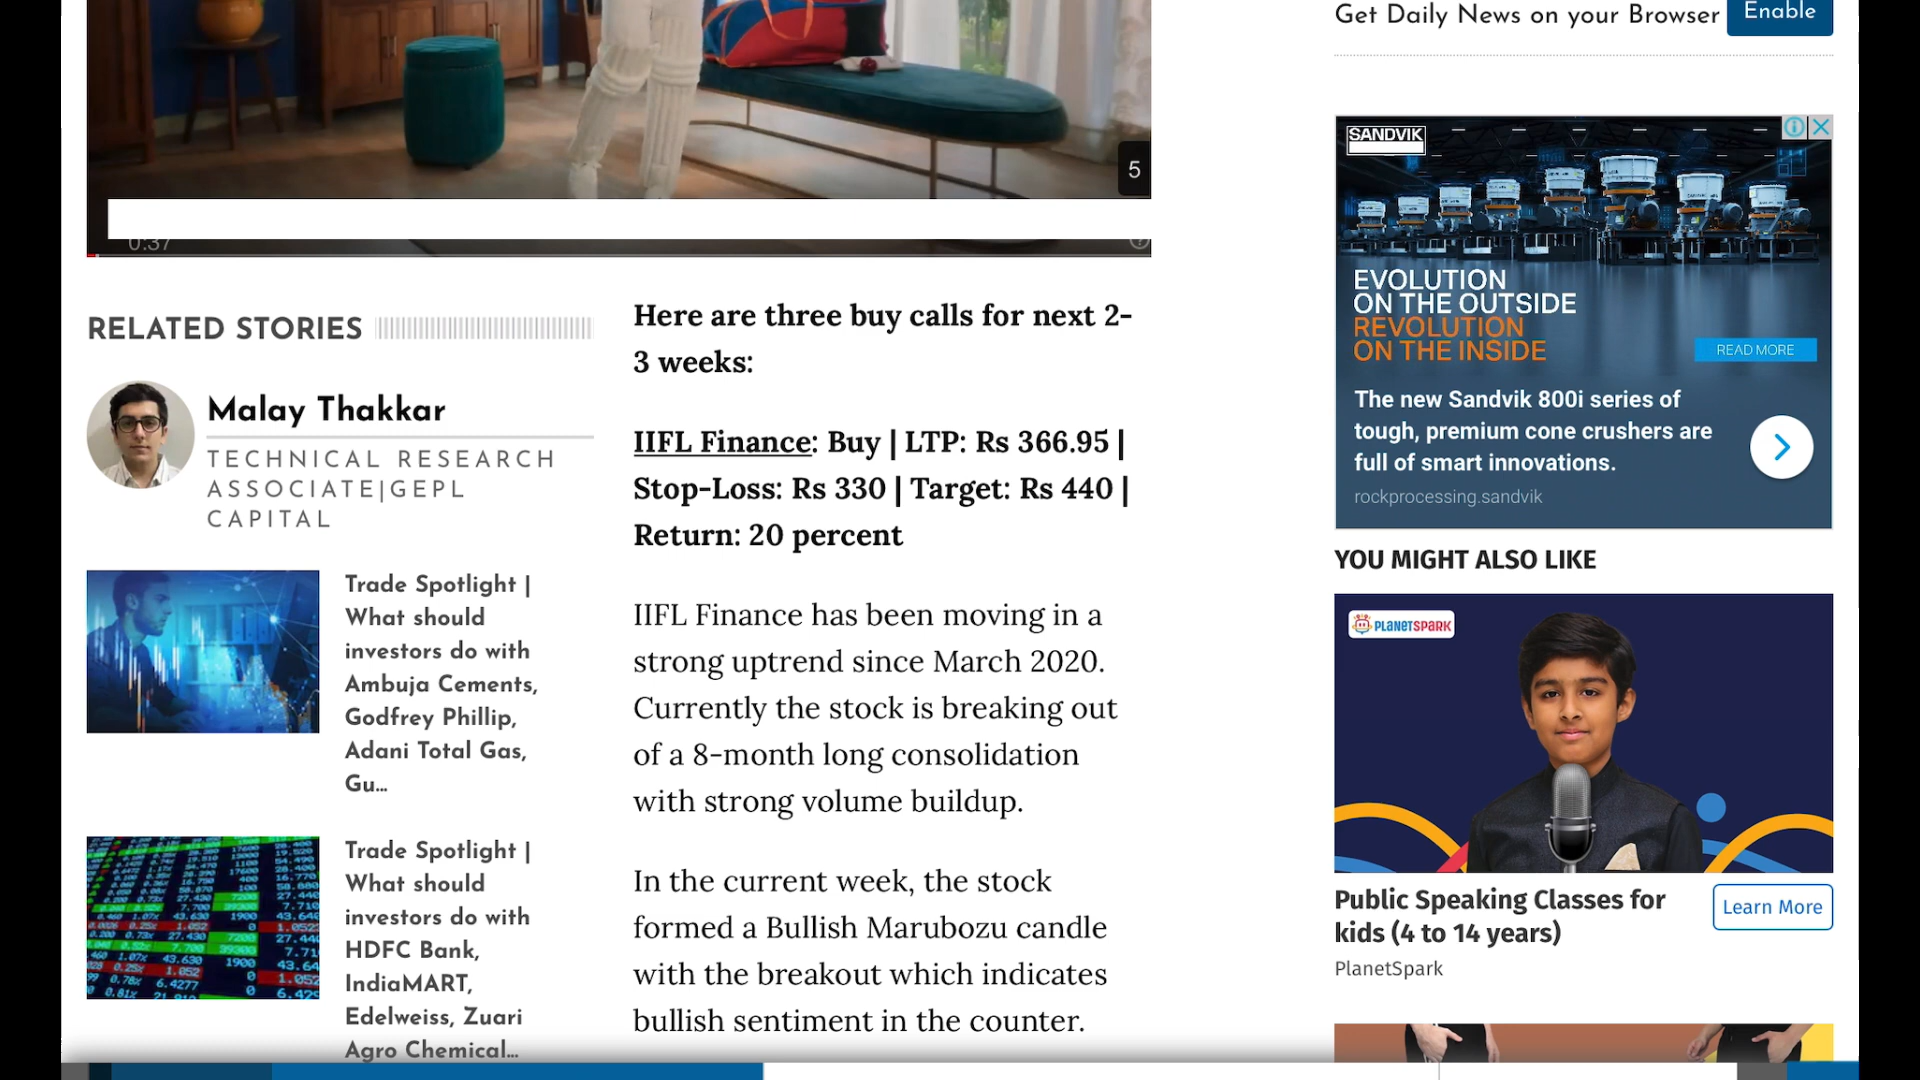 Get Daily News on your Browser
Enable
5
0:37
RELATED STORIES
Malay Thakkar
TECHNICAL RESEARCH
ASSOCIATE|GEPL
CAPITAL
Trade Spotlight |
What should
investors do with
Ambuja Cements,
Godfrey Phillip,
Adani Total Gas,
Gu...
Trade Spotlight |
What should
investors do with
HDFC Bank,
IndiaMART,
Edelweiss, Zuari
Agro Chemical...
Here are three buy calls for next 2-
3 weeks:
IIFL Finance: Buy | LTP: Rs 366.95 |
Stop-Loss: Rs 330 | Target: Rs 440 |
Return: 20 percent
IIFL Finance has been moving in a
strong uptrend since March 2020.
Currently the stock is breaking out
of a 8-month long consolidation
with strong volume buildup.
In the current week, the stock
formed a Bullish Marubozu candle
with the breakout which indicates
bullish sentiment in the counter.
SANDVIK
EVOLUTION
ON THE OUTSIDE
REVOLUTION
ON THE INSIDE
READ MORE
The new Sandvik 800i series of
tough, premium cone crushers are
full of smart innovations.
rockprocessing.sandvik
YOU MIGHT ALSO LIKE
PLANETSPARK
Public Speaking Classes for
kids (4 to 14 years)
Learn More
PlanetSpark